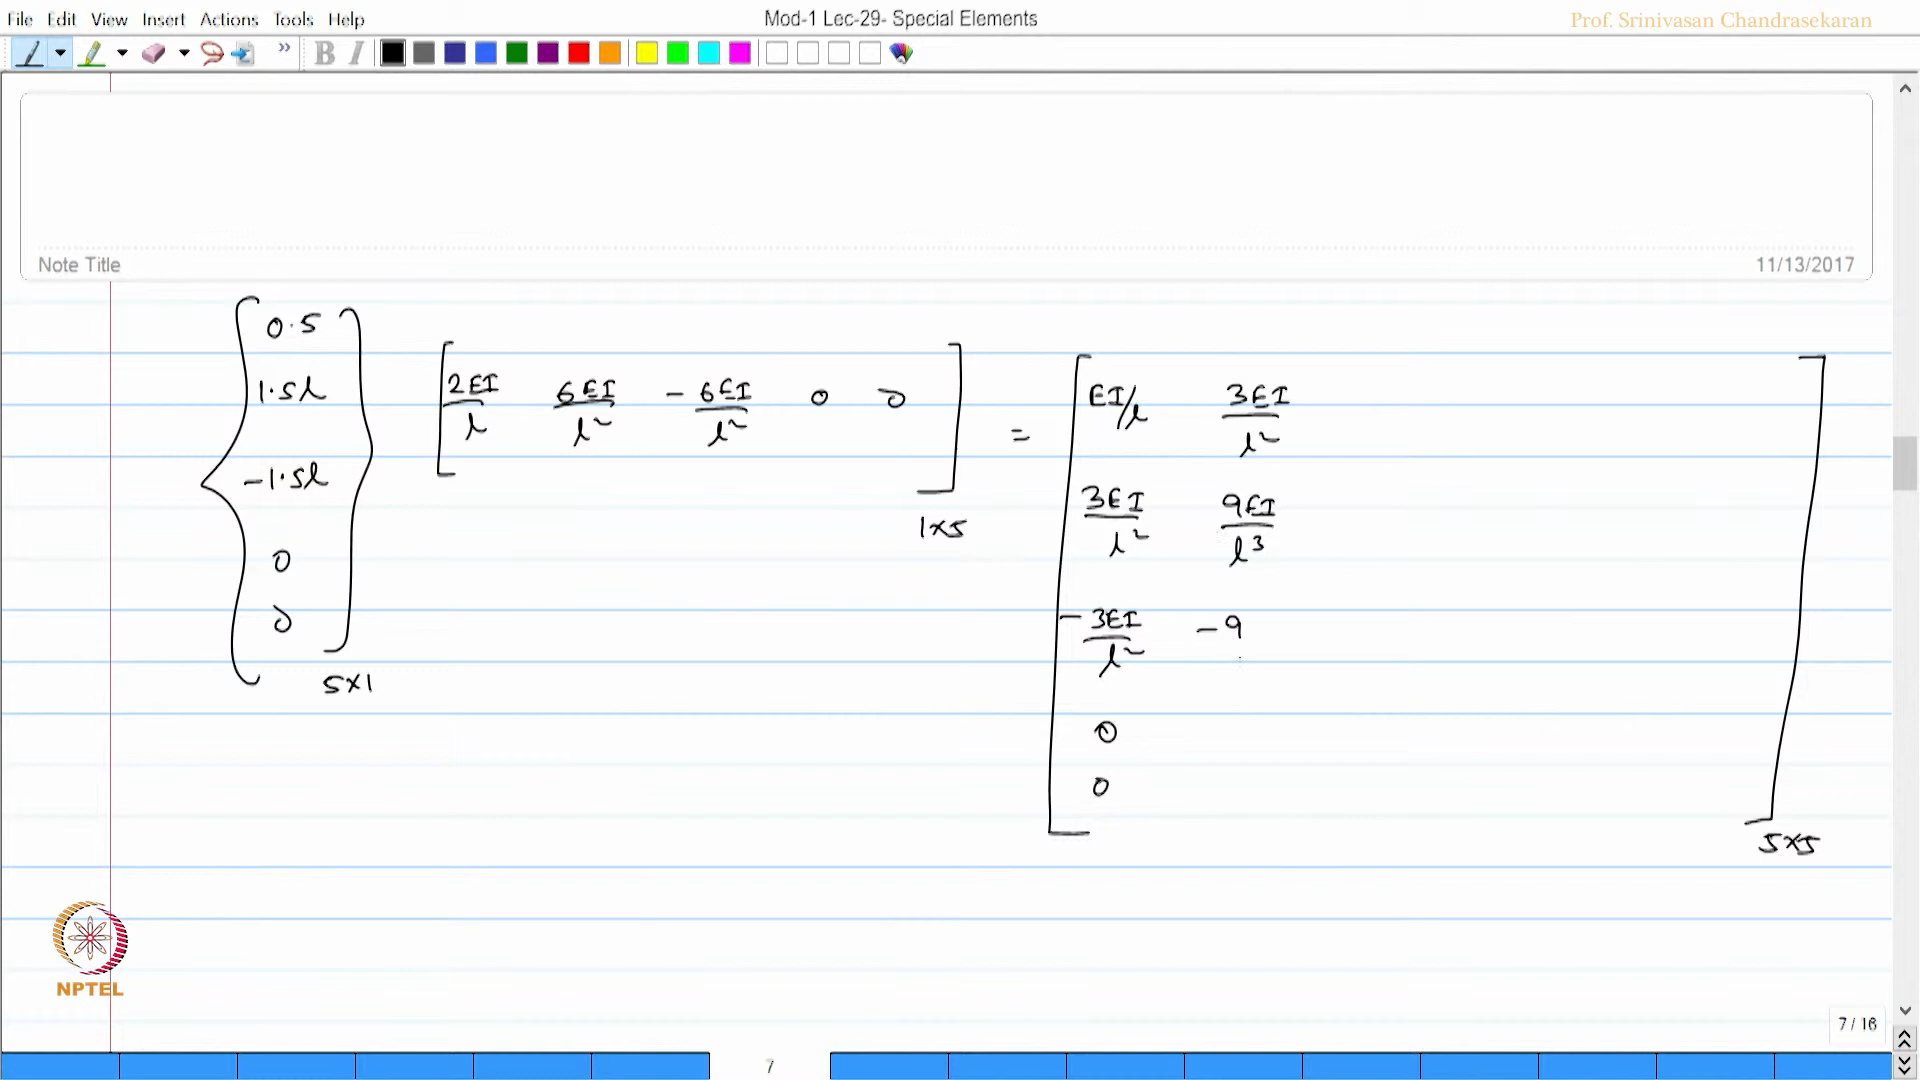 File Edit View Insert Actions Tools Help
Mod-1 Lec-29- Special Elements
Prof. Srinivasan Chandrasekaran
B I
Note Title
11/13/2017
0.5
1.5l
-1.5l
0
0
5x1
2EI/l 6EI/l² -6EI/l² 0 0
1x5
=
EI/l 3EI/l²
3EI/l² 9EI/l³
-3EI/l² -9
0
0
5x5
NPTEL
7 / 16
7